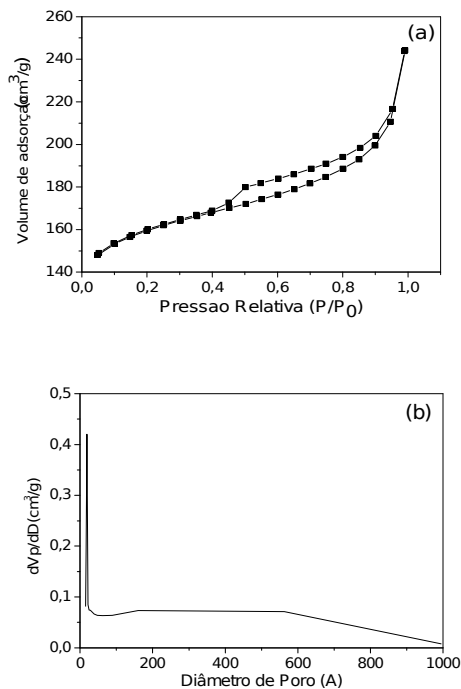 (a)
Volume de adsorção(cm³/g)
260
240
220
200
180
160
140
0,0 0,2 0,4 0,6 0,8 1,0
Pressao Relativa (P/P₀)
(b)
dVp/dD(cm³/g)
0,5
0,4
0,3
0,2
0,1
0,0
0 200 400 600 800 1000
Diâmetro de Poro (A)